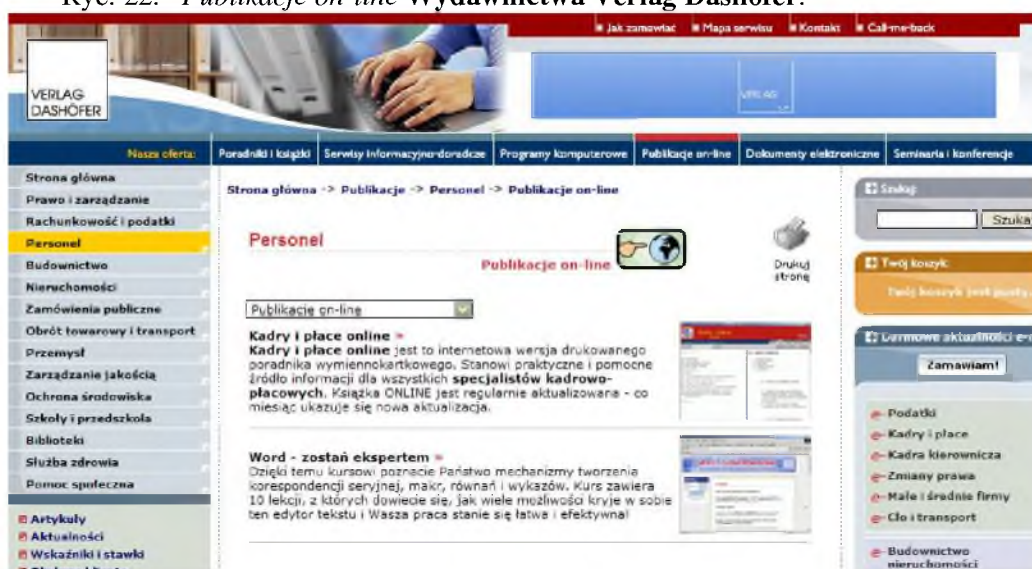 Ryc. 22. Publikacje on-line Wydawnictwa Verlag Dashöfer.
Jak zamawiać Mapa serwisu Kontakt Call-me-back
VERLAG
DASHÖFER
Nasza oferta: Poradniki i książki Serwisy informacyjno-doradcze Programy komputerowe Publikacje on-line Dokumenty elektroniczne Seminaria i konferencje
Strona główna
Prawo i zarządzanie
Rachunkowość i podatki
Personel
Budownictwo
Nieruchomości
Zamówienia publiczne
Obrót towarowy i transport
Przemysł
Zarządzanie jakością
Ochrona środowiska
Szkoły i przedszkola
Biblioteki
Służba zdrowia
Pomoc społeczna
Artykuły
Aktualności
Wskaźniki i stawki
Strona główna -> Publikacje -> Personel -> Publikacje on-line
Personel
Publikacje on-line
Drukuj
stronę
Publikacje on-line
Kadry i płace online »
Kadry i płace online jest to internetowa wersja drukowanego
poradnika wymiennokartkowego. Stanowi praktyczne i pomocne
źródło informacji dla wszystkich specjalistów kadrowo-
płacowych. Książka ONLINE jest regularnie aktualizowana - co
miesiąc ukazuje się nowa aktualizacja.
Word - zostań ekspertem »
Dzięki temu kursowi poznacie Państwo mechanizmy tworzenia
korespondencji seryjnej, makr, równań i wykazów. Kurs zawiera
10 lekcji, z których dowiecie się, jak wiele możliwości kryje w sobie
ten edytor tekstu i Wasza praca stanie się łatwa i efektywna!
Szukaj:
Szukaj
Twój koszyk:
Twój koszyk jest pusty
Darmowe aktualności
Zamawiam!
Podatki
Kadry i płace
Kadra kierownicza
Zmiany prawa
Małe i średnie firmy
Cło i transport
Budownictwo
nieruchomości